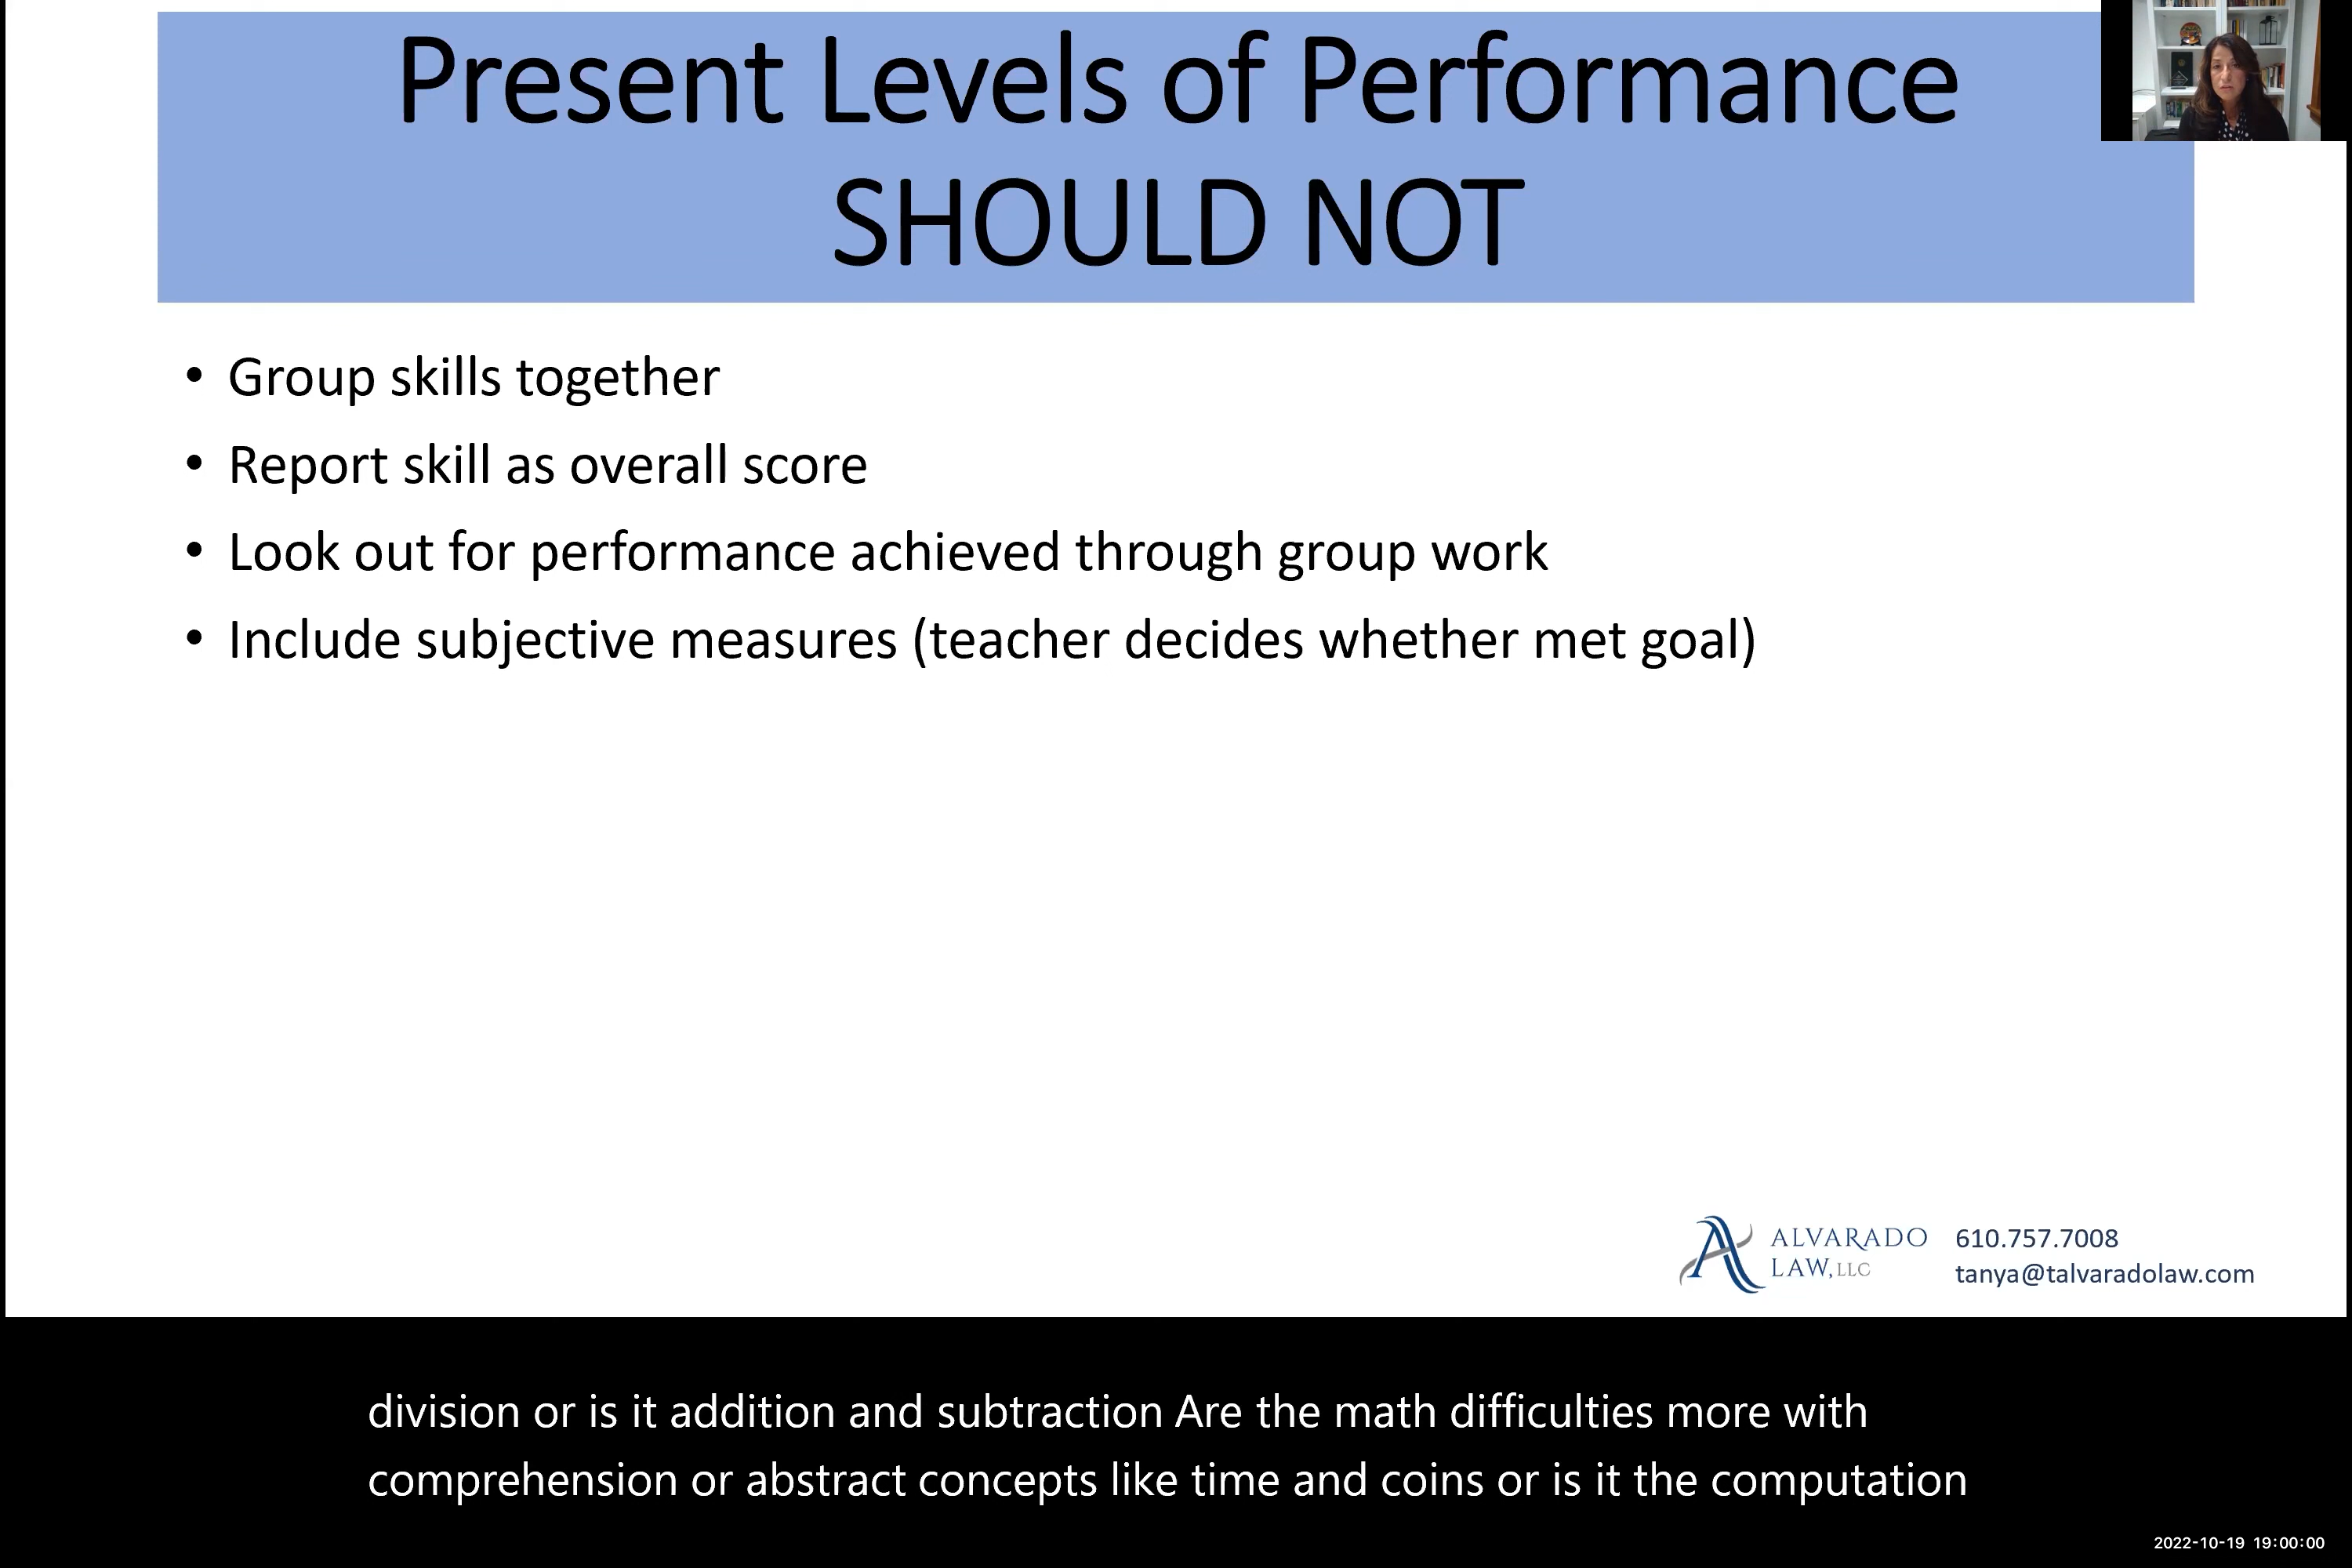 Present Levels of Performance
SHOULD NOT
• Group skills together
• Report skill as overall score
• Look out for performance achieved through group work
• Include subjective measures (teacher decides whether met goal)
ALVARADO
LAW, LLC
610.757.7008
tanya@talvaradolaw.com
division or is it addition and subtraction Are the math difficulties more with
comprehension or abstract concepts like time and coins or is it the computation
2022-10-19 19:00:00